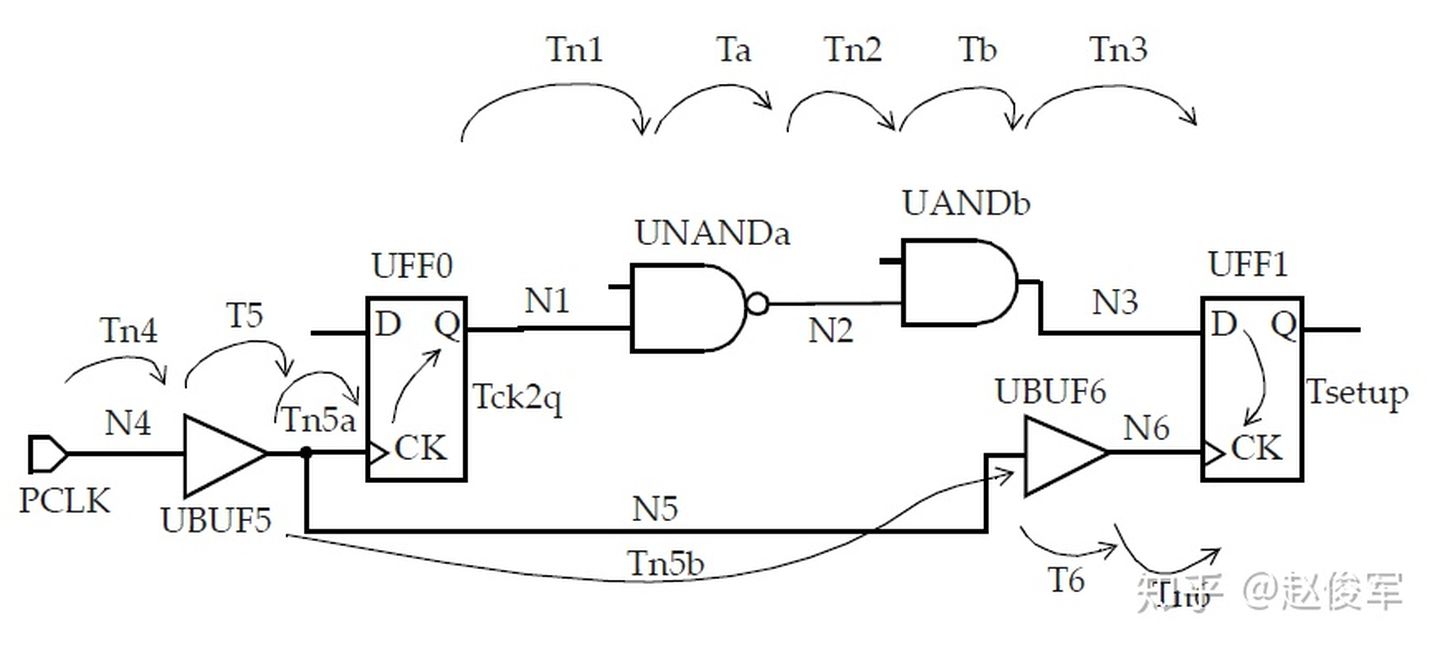 Tn1 Ta Tn2 Tb Tn3
UANDb
UNANDa
UFF0 UFF1
N1 N3
T5 D Q N2 D Q
Tn4
Tck2q UBUF6 Tsetup
N4 Tn5a N6
CK CK
PCLK
UBUF5 N5
Tn5b
T6 Tn6
知乎 @赵俊军